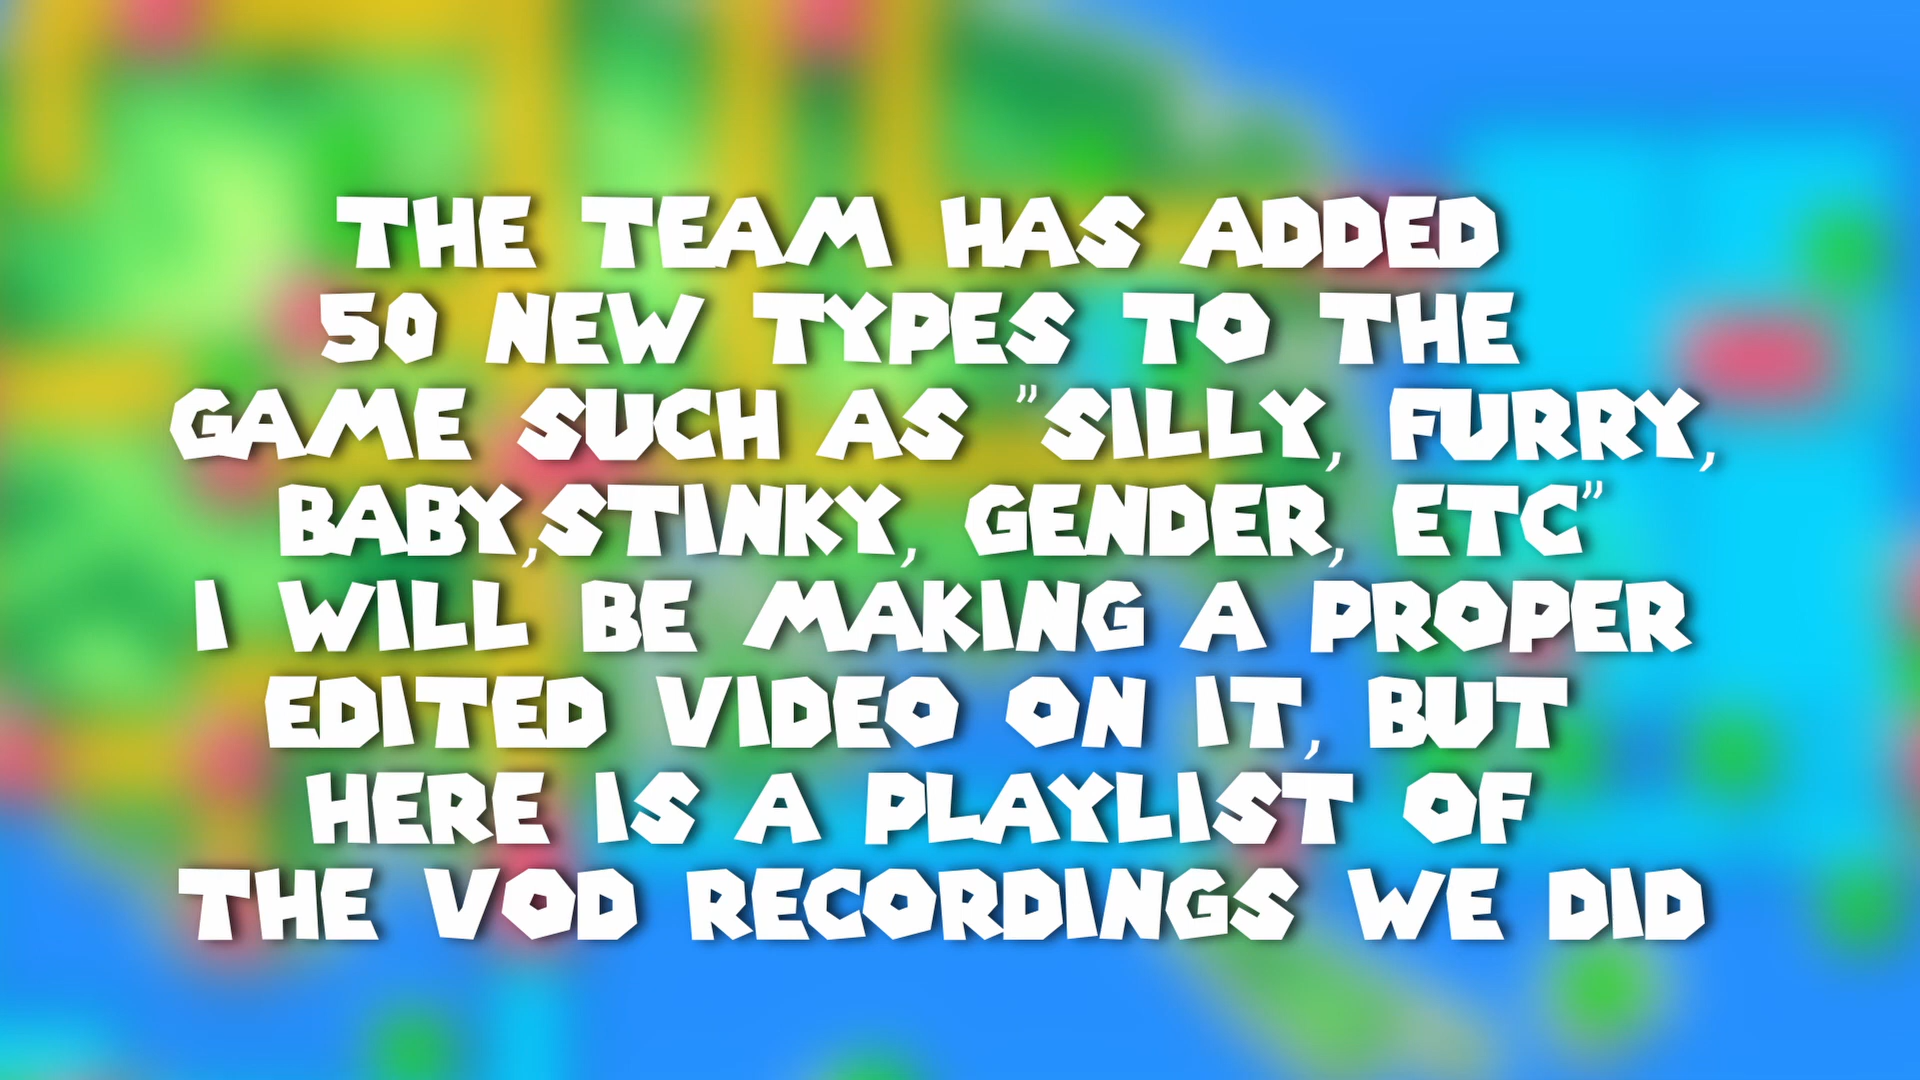 THE TEAM HAS ADDED
50 NEW TYPES TO THE
GAME SUCH AS "SILLY, FURRY,
BABY,STINKY, GENDER, ETC"
I WILL BE MAKING A PROPER
EDITED VIDEO ON IT, BUT
HERE IS A PLAYLIST OF
THE VOD RECORDINGS WE DID